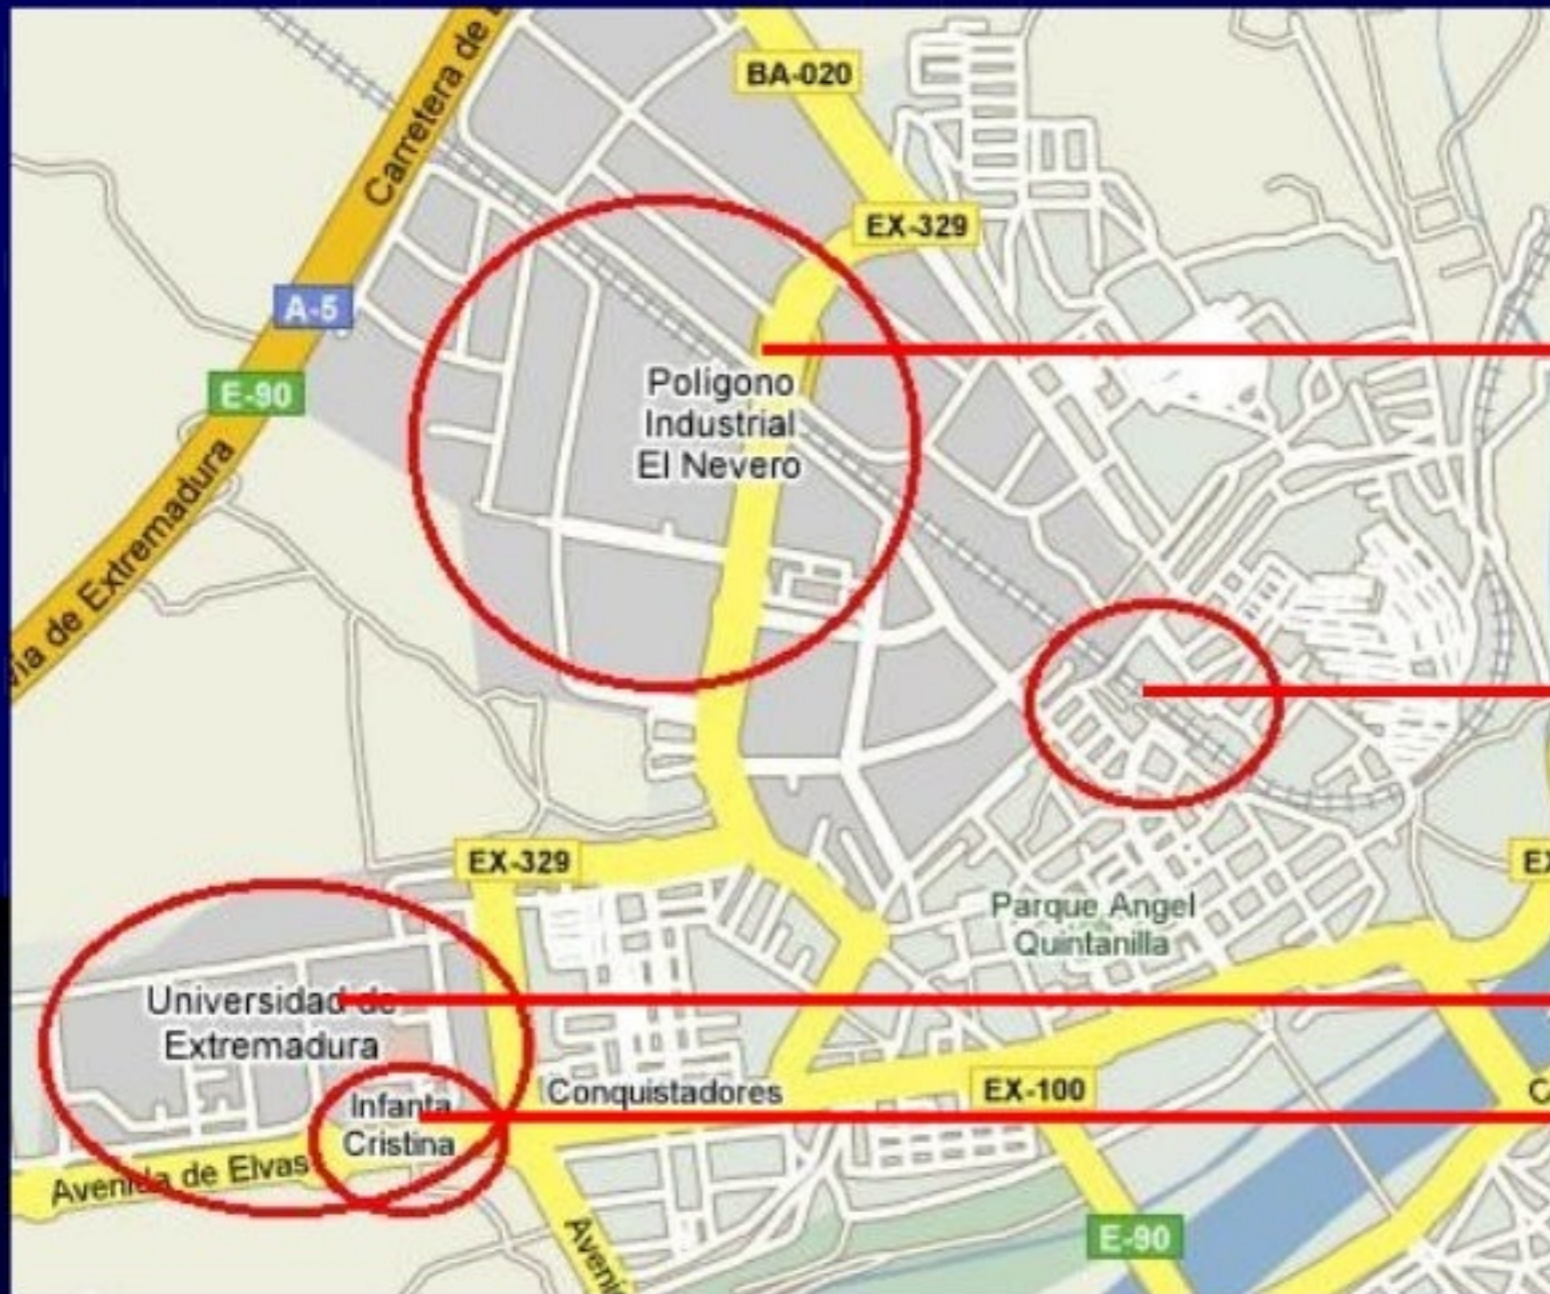 Carretera de
BA-020
EX-329
A-5
E-90
Polígono
Industrial
El Nevero
Vía de Extremadura
EX-329
Parque Angel
Quintanilla
Universidad de
Extremadura
Infanta
Cristina
Conquistadores
EX-100
Avenida de Elvas
E-90